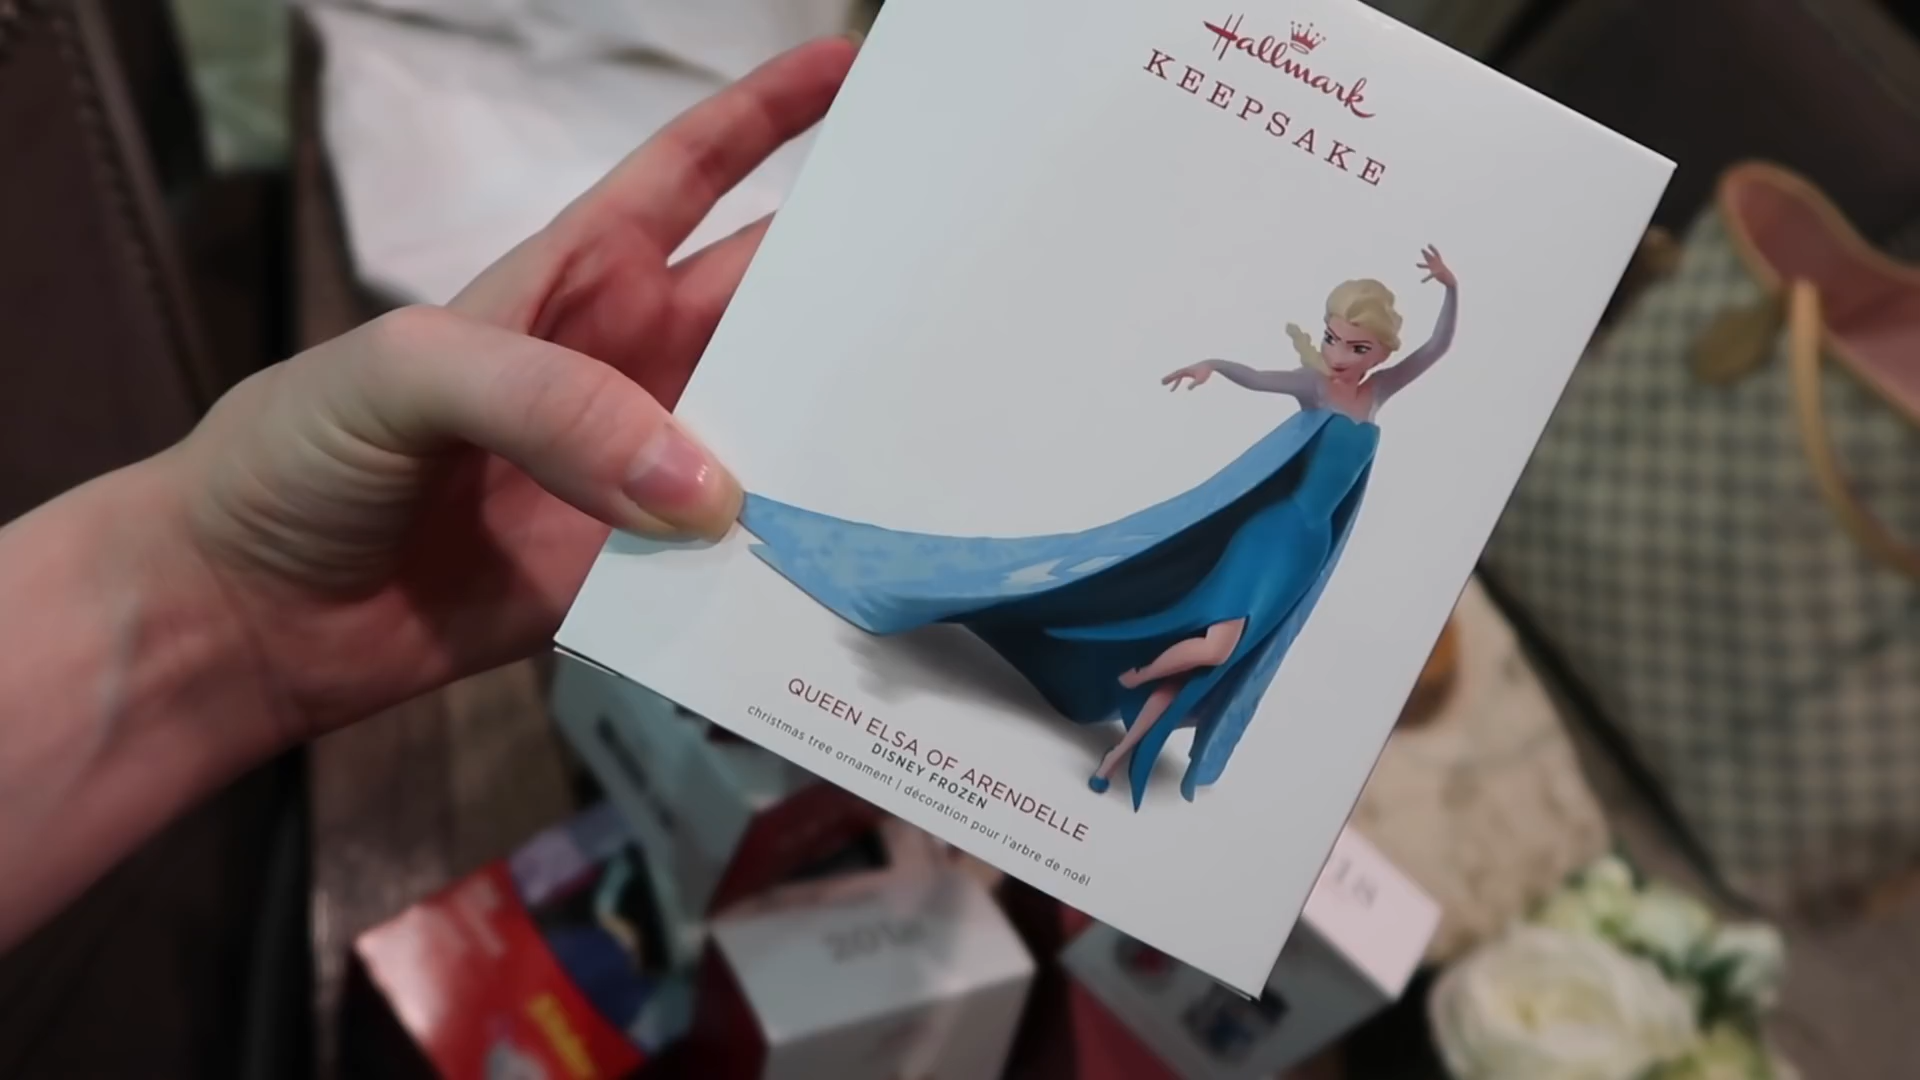 Hallmark
KEEPSAKE
QUEEN ELSA OF ARENDELLE
DISNEY FROZEN
christmas tree ornament | décoration pour l'arbre de noël